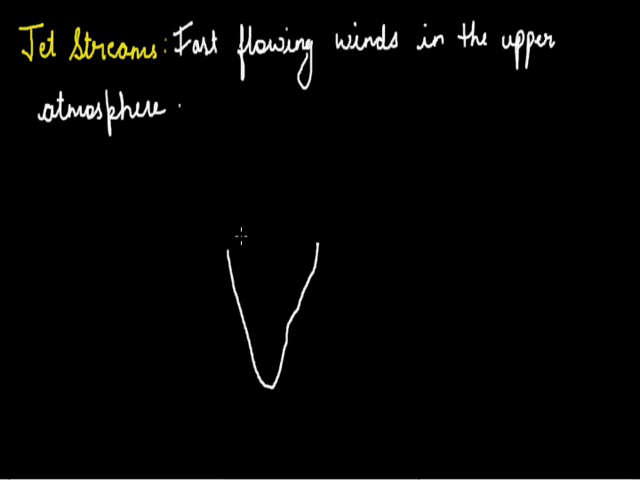 Jet Streams: Fast flowing winds in the upper
atmosphere.